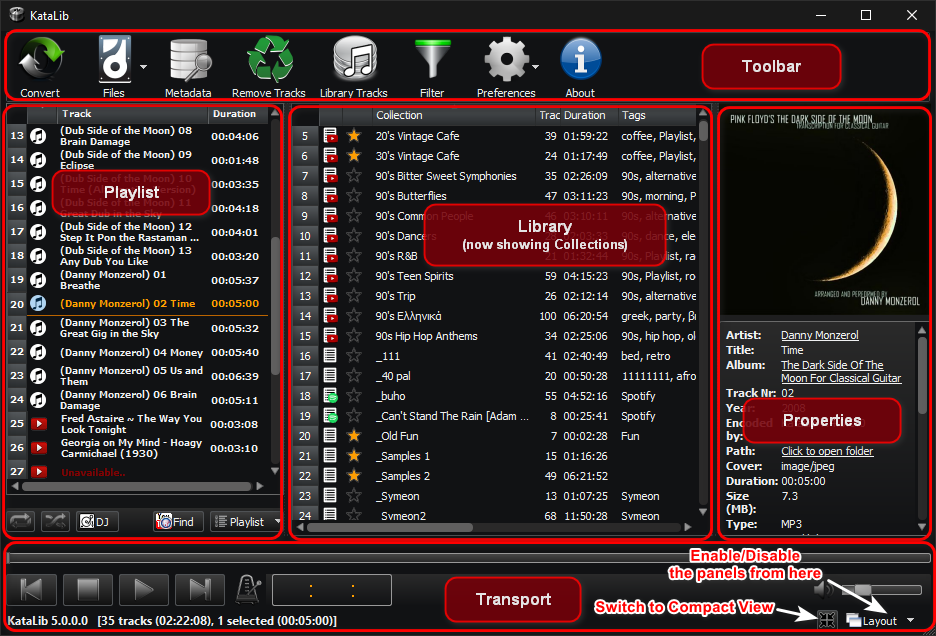 KataLib
Convert
Files
Metadata
Remove Tracks
Library Tracks
Filter
Preferences
About
Toolbar
Track Duration
13 (Dub Side of the Moon) 08 Brain Damage 00:04:06
14 (Dub Side of the Moon) 09 Eclipse 00:01:48
15 (Dub Side of the Moon) 10 00:03:35
16 Great Dub in the Sky 00:04:18
17 (Dub Side of the Moon) 12 Step It Pon the Rastaman ... 00:04:01
18 (Dub Side of the Moon) 13 Any Dub You Like 00:03:20
19 (Danny Monzerol) 01 Breathe 00:05:37
20 (Danny Monzerol) 02 Time 00:05:00
21 (Danny Monzerol) 03 The Great Gig in the Sky 00:05:32
22 (Danny Monzerol) 04 Money 00:05:40
23 (Danny Monzerol) 05 Us and Them 00:06:39
24 (Danny Monzerol) 06 Brain Damage 00:05:11
25 Fred Astaire ~ The Way You Look Tonight 00:03:08
26 Georgia on My Mind - Hoagy Carmichael (1930) 00:03:10
27 Unavailable..
Playlist
DJ
Find
Playlist
Collection Trac Duration Tags
5 20's Vintage Cafe 39 01:59:22 coffee, Playlist,
6 30's Vintage Cafe 24 01:17:49 coffee, Playlist,
7 90's Bitter Sweet Symphonies 35 02:26:09 90s, alternative
8 90's Butterflies 47 03:11:23 90s, morning, P
9 90's Common People 46 03:10:11 90s, alternative
10 90's Danc 90s, dance, ele
11 90's R&B 21 01:32:44 90s, Playlist, ra
12 90's Teen Spirits 59 04:15:23 90s, Playlist, ro
13 90's Trip 26 02:12:14 90s, alternative
14 90's Ελληνικά 100 06:20:54 greek, party, βι
15 90s Hip Hop Anthems 34 02:25:06 90s, hip hop, ol
16 _111 41 02:40:49 bed, retro
17 _40 pal 20 00:50:28 11111111, afro
18 _buho 55 04:52:16 Spotify
19 _Can't Stand The Rain [Adam ... 8 00:25:41 Spotify
20 _Old Fun 7 00:02:28 Fun
21 _Samples 1 15 01:16:26
22 _Samples 2 49 06:21:52
23 _Symeon 13 01:07:25 Symeon
24 _Symeon2 68 11:50:28 Symeon
Library
(now showing Collections)
PINK FLOYD'S THE DARK SIDE OF THE MOON
TRANSCRIPTION FOR CLASSICAL GUITAR
ARRANGED AND PERFORMED BY
DANNY MONZEROL
Artist: Danny Monzerol
Title: Time
Album: The Dark Side Of The
Moon For Classical Guitar
Track Nr: 02
Year: 2008
Encoded
by:
Path: Click to open folder
Cover: image/jpeg
Duration: 00:05:00
Size 7.3
(MB):
Type: MP3
Properties
Enable/Disable
the panels from here
Transport
Switch to Compact View
: :
Layout
KataLib 5.0.0.0 [35 tracks (02:22:08), 1 selected (00:05:00)]